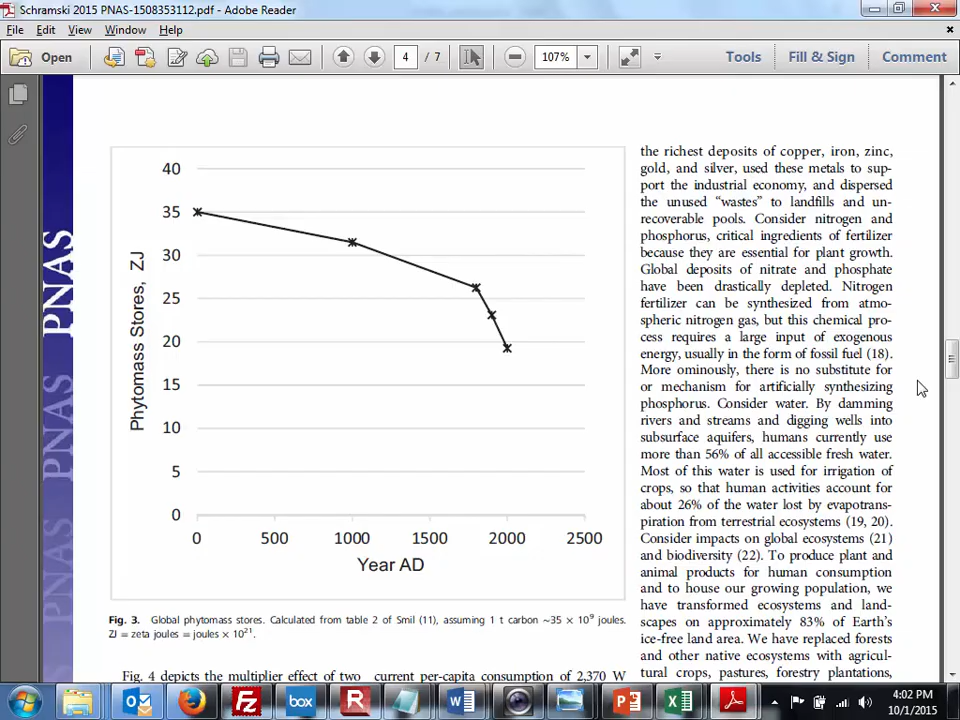 Schramski 2015 PNAS-1508353112.pdf - Adobe Reader
File Edit View Window Help
Open 4 / 7 107% Tools Fill & Sign Comment
PNAS PNAS PNAS
40
35
30
25
20
15
10
5
0
Phytomass Stores, ZJ
0 500 1000 1500 2000 2500
Year AD
Fig. 3. Global phytomass stores. Calculated from table 2 of Smil (11), assuming 1 t carbon ~35 × 10⁹ joules.
ZJ = zeta joules = joules × 10²¹.
Fig. 4 depicts the multiplier effect of two
current per-capita consumption of 2,370 W
the richest deposits of copper, iron, zinc,
gold, and silver, used these metals to sup-
port the industrial economy, and dispersed
the unused “wastes” to landfills and un-
recoverable pools. Consider nitrogen and
phosphorus, critical ingredients of fertilizer
because they are essential for plant growth.
Global deposits of nitrate and phosphate
have been drastically depleted. Nitrogen
fertilizer can be synthesized from atmo-
spheric nitrogen gas, but this chemical pro-
cess requires a large input of exogenous
energy, usually in the form of fossil fuel (18).
More ominously, there is no substitute for
or mechanism for artificially synthesizing
phosphorus. Consider water. By damming
rivers and streams and digging wells into
subsurface aquifers, humans currently use
more than 56% of all accessible fresh water.
Most of this water is used for irrigation of
crops, so that human activities account for
about 26% of the water lost by evapotrans-
piration from terrestrial ecosystems (19, 20).
Consider impacts on global ecosystems (21)
and biodiversity (22). To produce plant and
animal products for human consumption
and to house our growing population, we
have transformed ecosystems and land-
scapes on approximately 83% of Earth’s
ice-free land area. We have replaced forests
and other native ecosystems with agricul-
tural crops, pastures, forestry plantations,
Fz box R W P X
4:02 PM
10/1/2015